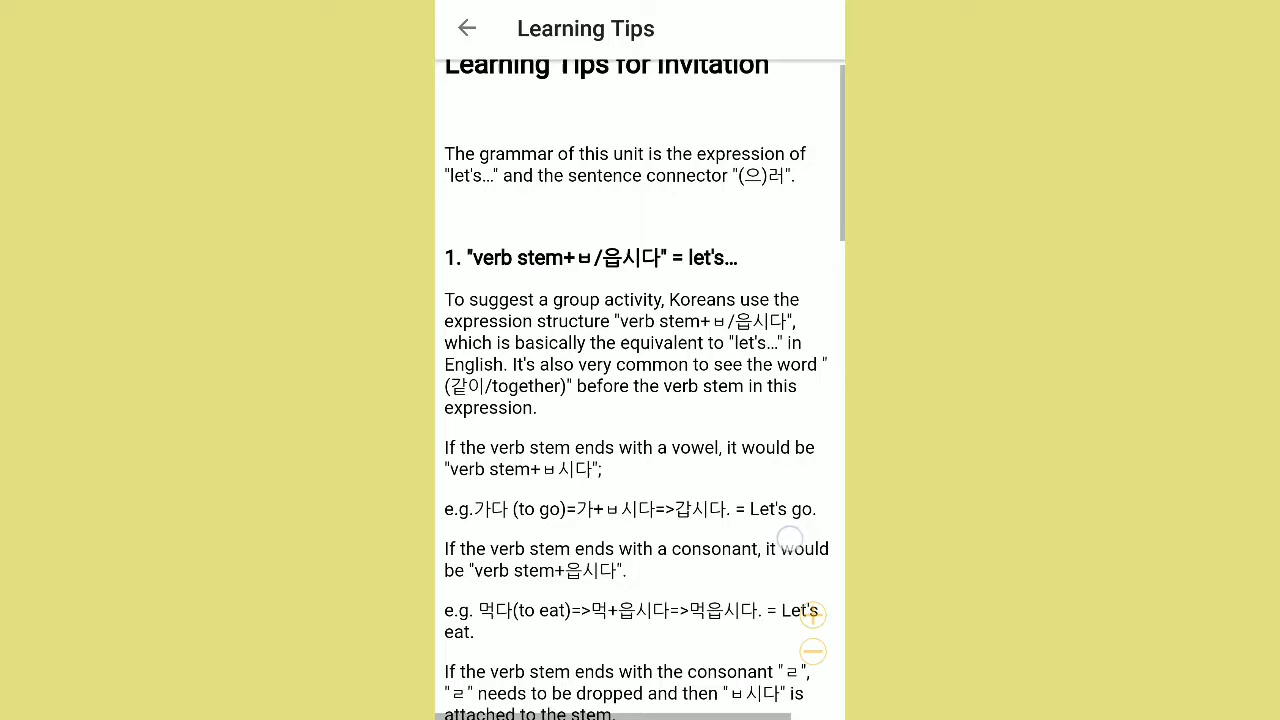 Learning Tips
Learning Tips for Invitation
The grammar of this unit is the expression of
"let's..." and the sentence connector "(으)러".
1. "verb stem+ㅂ/읍시다" = let's...
To suggest a group activity, Koreans use the
expression structure "verb stem+ㅂ/읍시다",
which is basically the equivalent to "let's..." in
English. It's also very common to see the word "
(같이/together)" before the verb stem in this
expression.
If the verb stem ends with a vowel, it would be
"verb stem+ㅂ시다";
e.g.가다 (to go)=가+ㅂ시다=>갑시다. = Let's go.
If the verb stem ends with a consonant, it would
be "verb stem+읍시다".
e.g. 먹다(to eat)=>먹+읍시다=>먹읍시다. = Let's
eat.
If the verb stem ends with the consonant "ㄹ",
"ㄹ" needs to be dropped and then "ㅂ시다" is
attached to the stem.